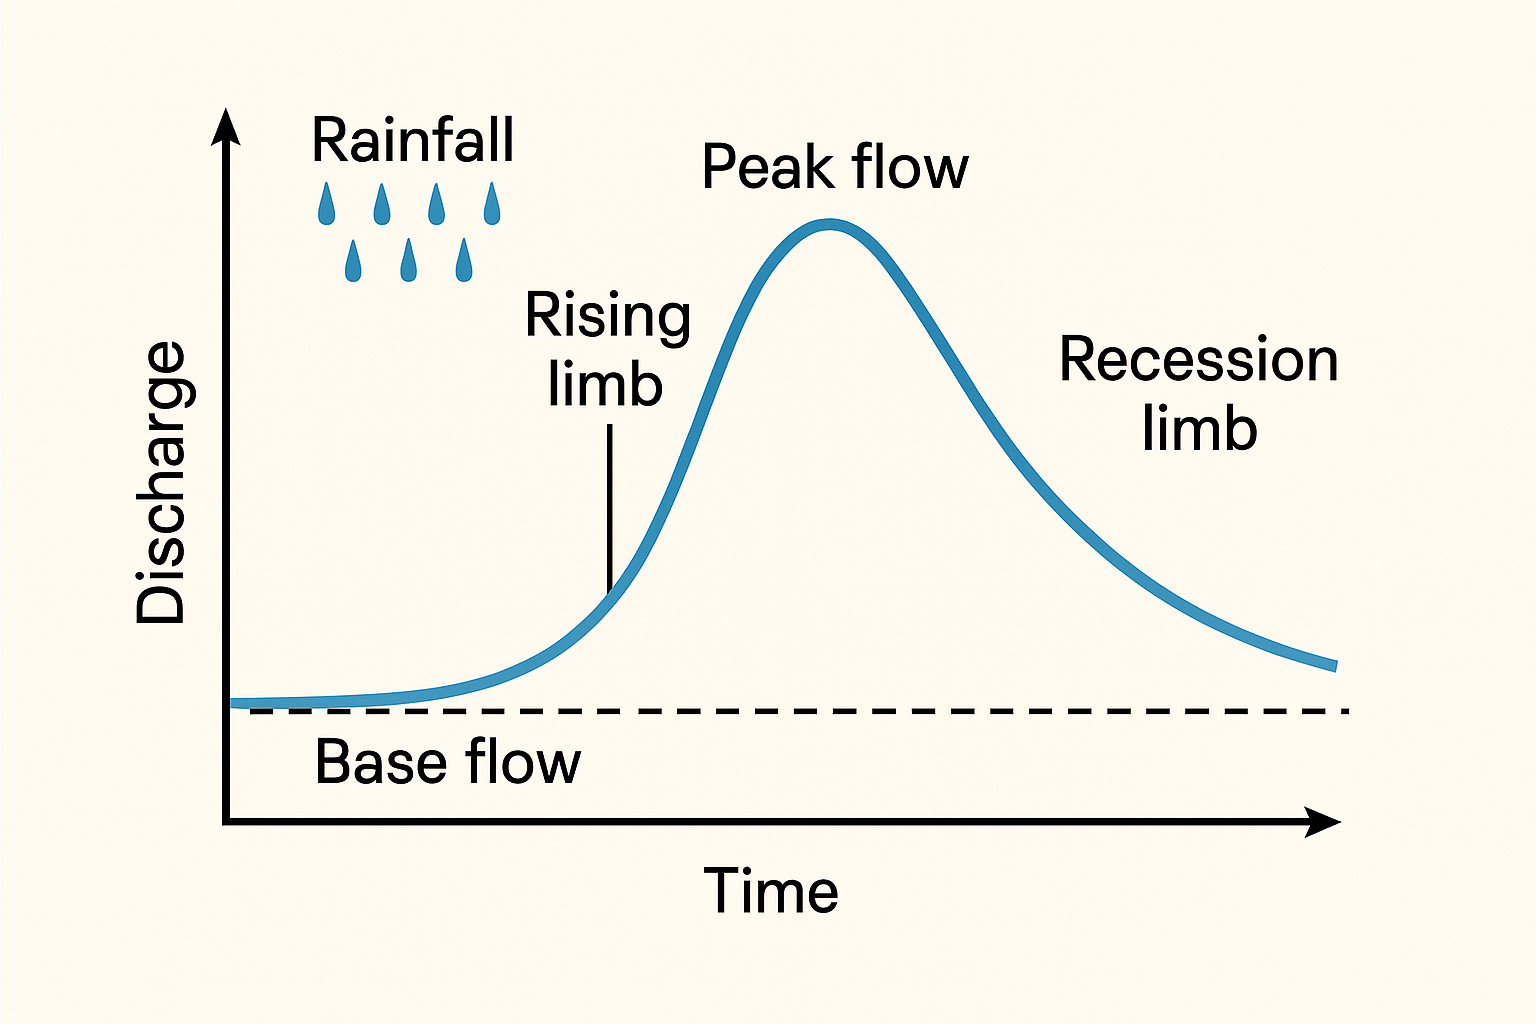 Rainfall
Peak flow
Rising
limb
Recession
limb
Discharge
Base flow
Time